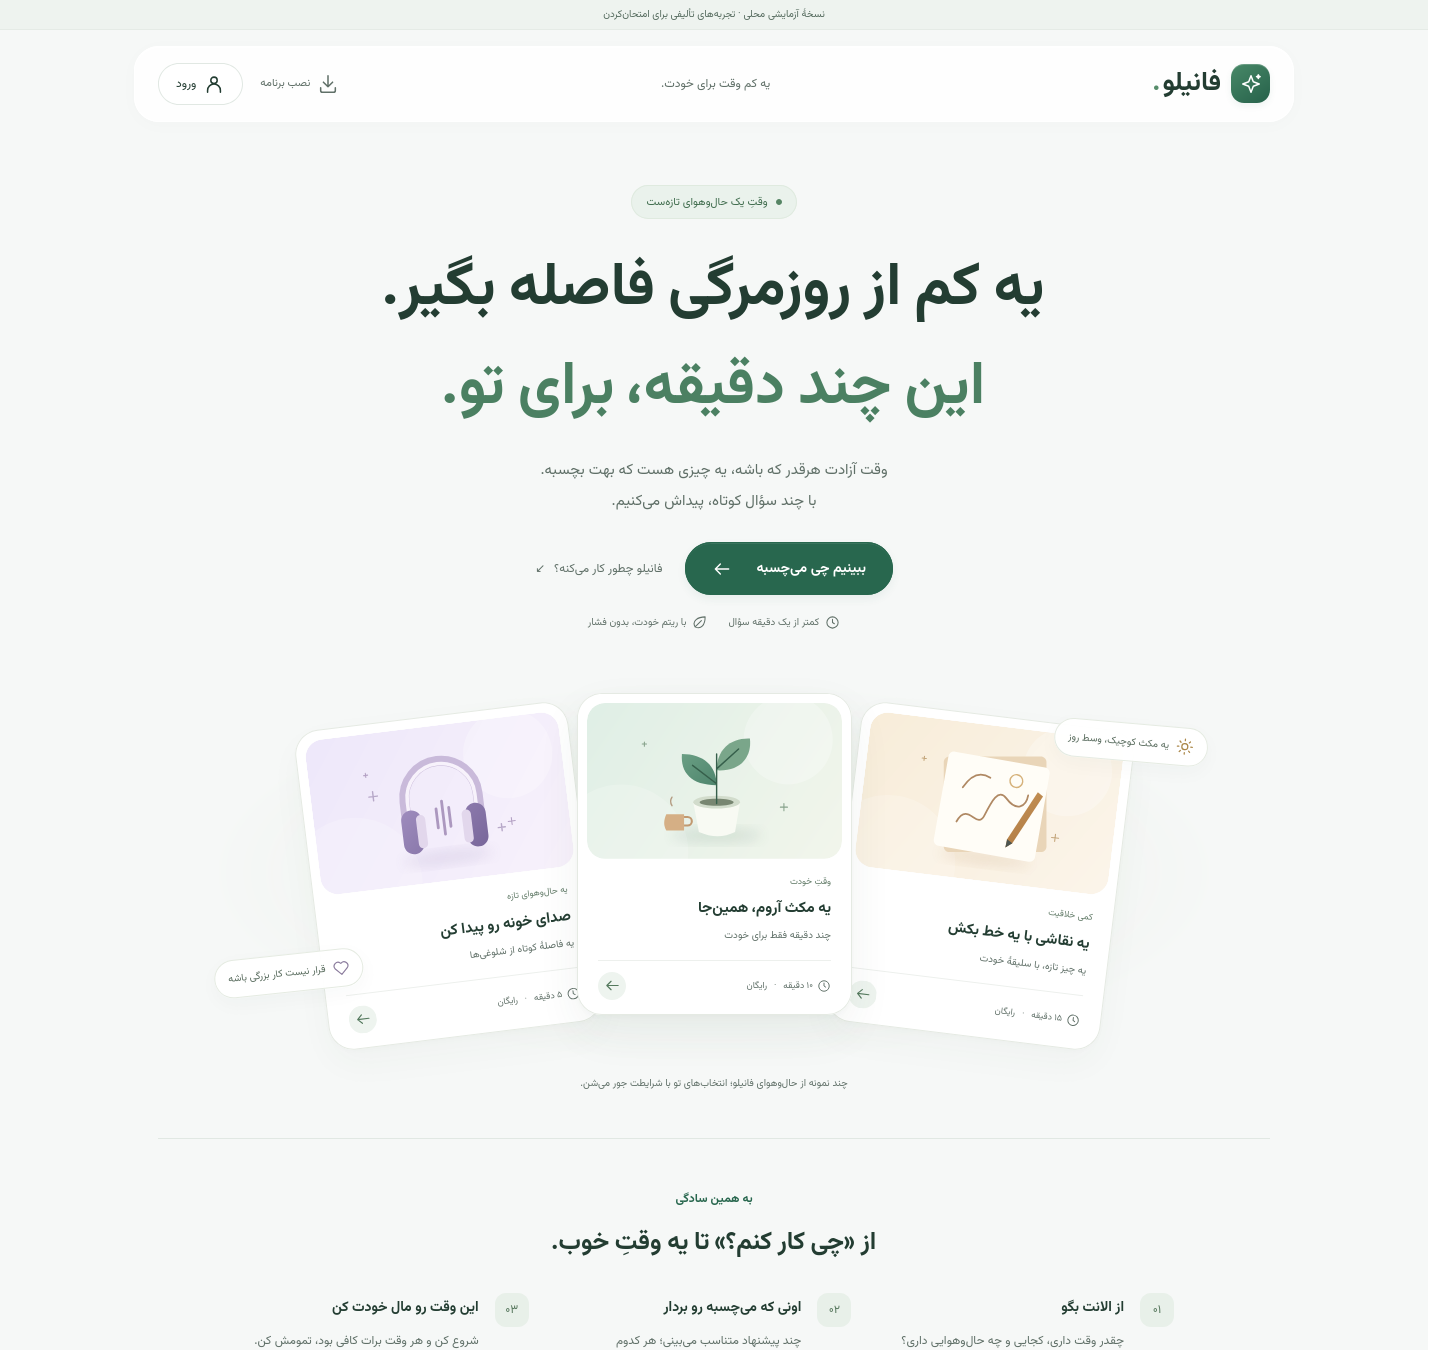 نسخهٔ آزمایشی محلی · تجربه‌های تألیفی برای امتحان‌کردن
فانیلو.
یه کم وقت برای خودت.
نصب برنامه
ورود
وقتِ یک حال‌وهوای تازه‌ست
یه کم از روزمرگی فاصله بگیر.
این چند دقیقه، برای تو.
وقت آزادت هرقدر که باشه، یه چیزی هست که بهت بچسبه.
با چند سؤال کوتاه، پیداش می‌کنیم.
ببینیم چی می‌چسبه
فانیلو چطور کار می‌کنه؟
کمتر از یک دقیقه سؤال
با ریتم خودت، بدون فشار
یه مکث کوچیک، وسط روز
کمی خلاقیت
یه نقاشی با یه خط بکش
یه چیز تازه، با سلیقهٔ خودت
۱۵ دقیقه · رایگان
وقتِ خودت
یه مکث آروم، همین‌جا
چند دقیقه فقط برای خودت
۱۰ دقیقه · رایگان
یه حال‌وهوای تازه
صدای خونه رو پیدا کن
یه فاصلهٔ کوتاه از شلوغی‌ها
۵ دقیقه · رایگان
قرار نیست کار بزرگی باشه
چند نمونه از حال‌وهوای فانیلو؛ انتخاب‌های تو با شرایطت جور می‌شن.
به همین سادگی
از «چی کار کنم؟» تا یه وقتِ خوب.
۰۱
از الانت بگو
چقدر وقت داری، کجایی و چه حال‌وهوایی داری؟
۰۲
اونی که می‌چسبه رو بردار
چند پیشنهاد متناسب می‌بینی؛ هر کدوم
۰۳
این وقت رو مال خودت کن
شروع کن و هر وقت برات کافی بود، تمومش کن.